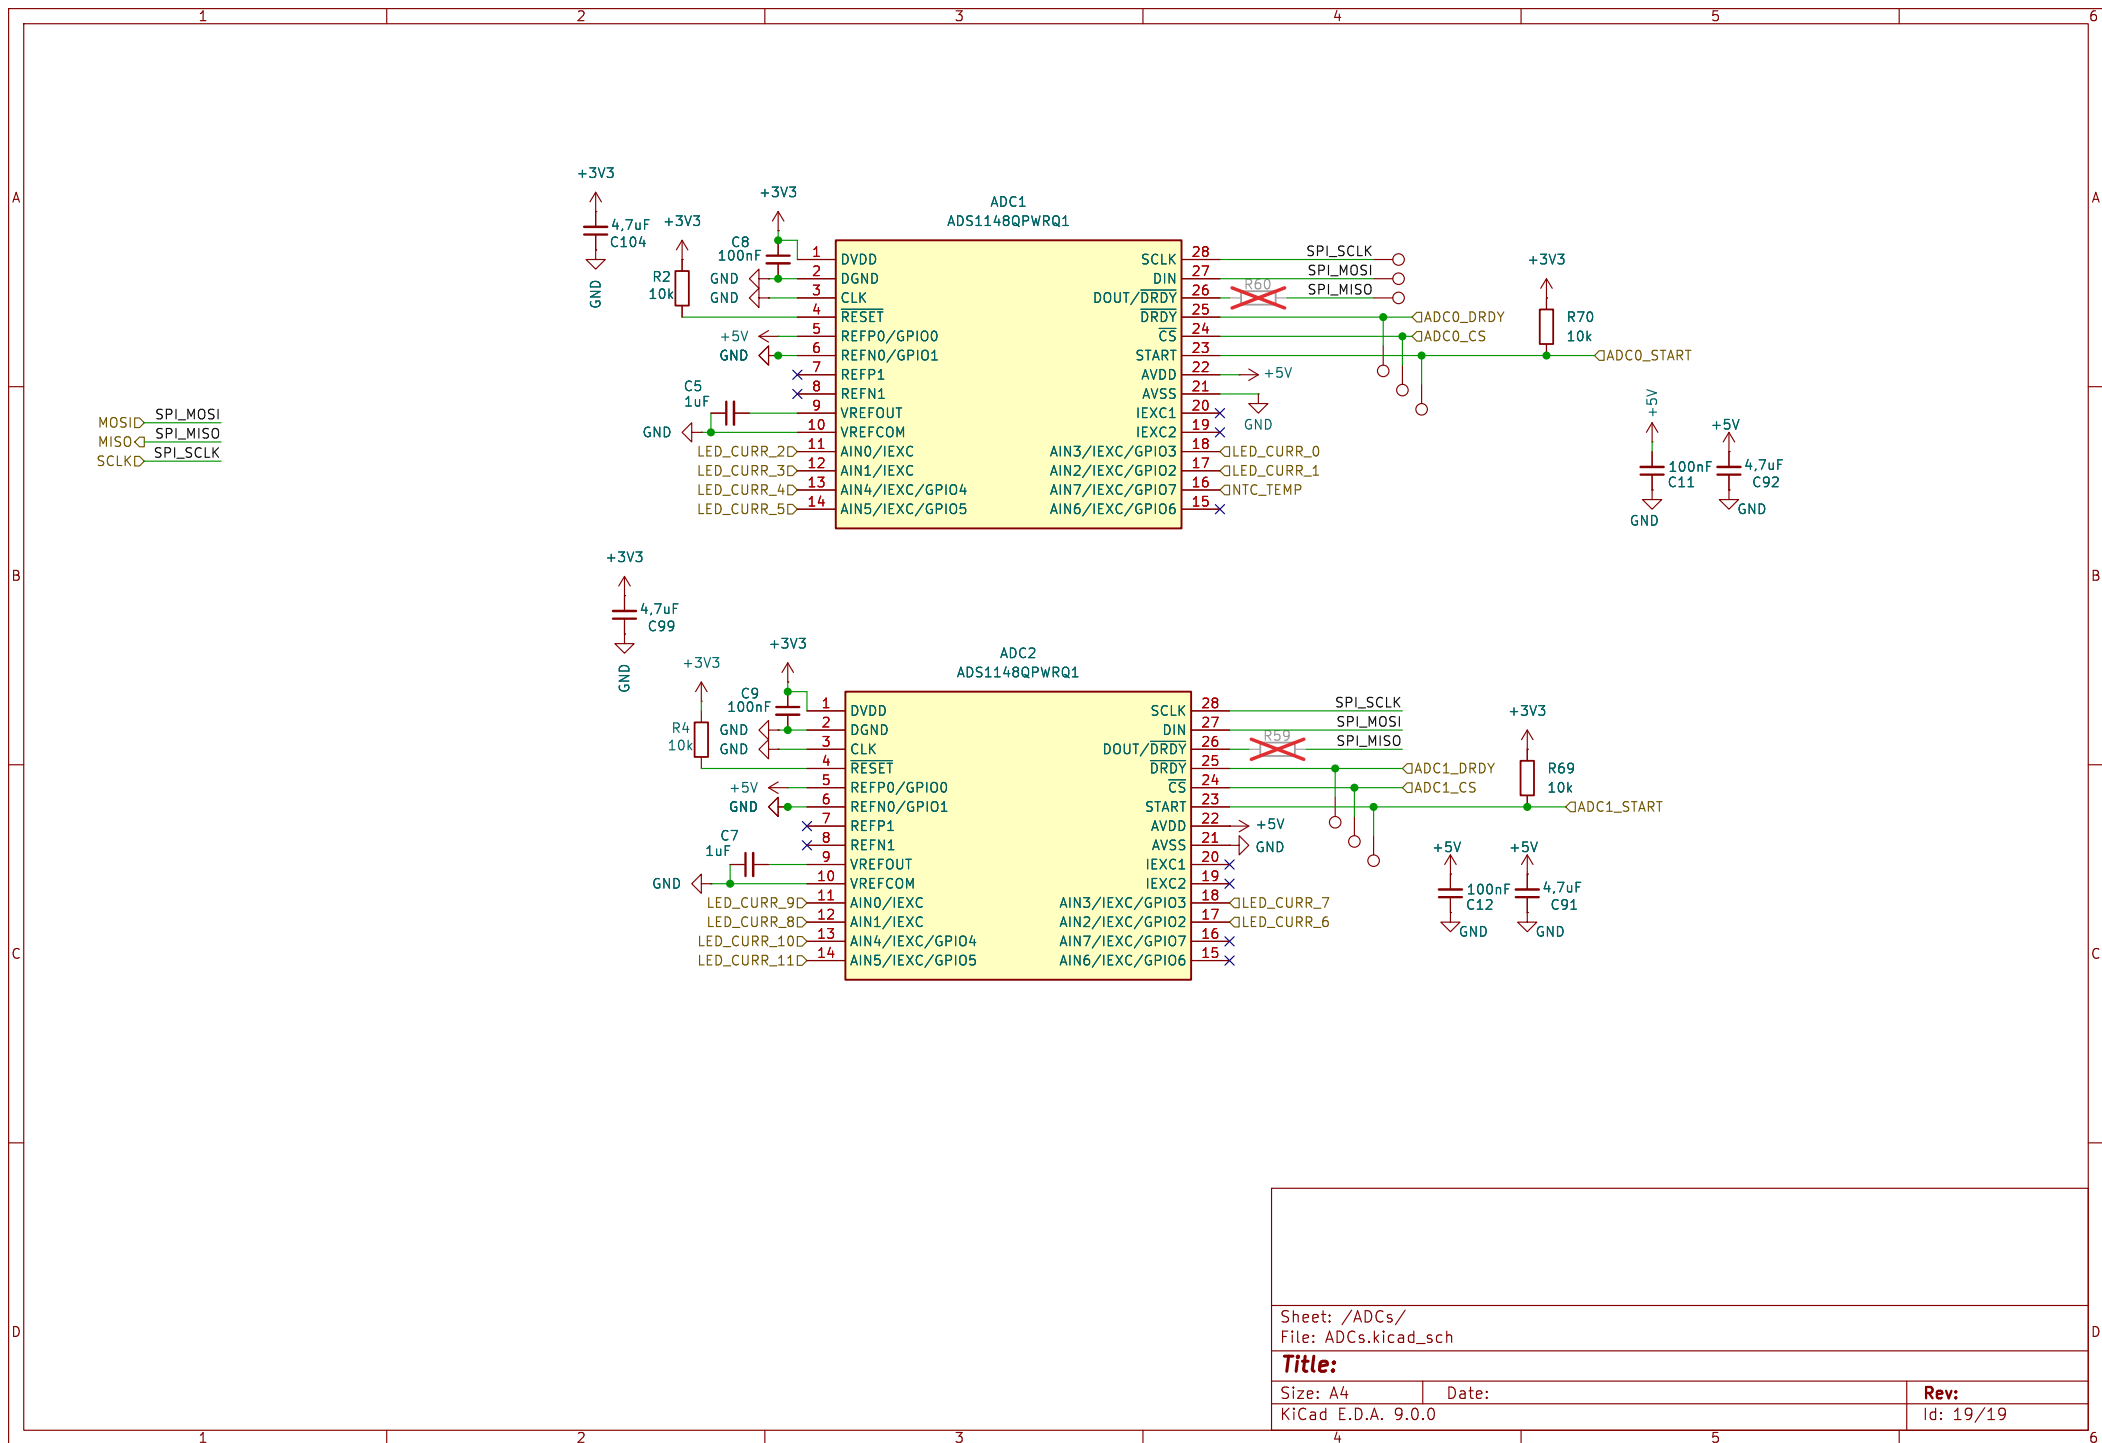 1 2 3 4 5 6
A
B
C
D
A
B
C
D
1 2 3 4 5 6
MOSI SPI_MOSI
MISO SPI_MISO
SCLK SPI_SCLK
+3V3
4,7uF
C104
GND
+3V3
R2
10k
+3V3
C8
100nF
GND
GND
+5V
GND
C5
1uF
GND
LED_CURR_2
LED_CURR_3
LED_CURR_4
LED_CURR_5
ADC1
ADS1148QPWRQ1
1 DVDD
2 DGND
3 CLK
4 RESET
5 REFP0/GPIO0
6 REFN0/GPIO1
7 REFP1
8 REFN1
9 VREFOUT
10 VREFCOM
11 AIN0/IEXC
12 AIN1/IEXC
13 AIN4/IEXC/GPIO4
14 AIN5/IEXC/GPIO5
SCLK 28 SPI_SCLK
DIN 27 SPI_MOSI
DOUT/DRDY 26 R60 SPI_MISO
DRDY 25 ADC0_DRDY
CS 24 ADC0_CS
START 23 ADC0_START
AVDD 22 +5V
AVSS 21
GND
IEXC1 20
IEXC2 19
AIN3/IEXC/GPIO3 18 LED_CURR_0
AIN2/IEXC/GPIO2 17 LED_CURR_1
AIN7/IEXC/GPIO7 16 NTC_TEMP
AIN6/IEXC/GPIO6 15
+3V3
R70
10k
+5V
100nF
C11
GND
+5V
4,7uF
C92
GND
+3V3
4,7uF
C99
GND
+3V3
R4
10k
+3V3
C9
100nF
GND
GND
+5V
GND
C7
1uF
GND
LED_CURR_9
LED_CURR_8
LED_CURR_10
LED_CURR_11
ADC2
ADS1148QPWRQ1
1 DVDD
2 DGND
3 CLK
4 RESET
5 REFP0/GPIO0
6 REFN0/GPIO1
7 REFP1
8 REFN1
9 VREFOUT
10 VREFCOM
11 AIN0/IEXC
12 AIN1/IEXC
13 AIN4/IEXC/GPIO4
14 AIN5/IEXC/GPIO5
SCLK 28 SPI_SCLK
DIN 27 SPI_MOSI
DOUT/DRDY 26 R59 SPI_MISO
DRDY 25 ADC1_DRDY
CS 24 ADC1_CS
START 23 ADC1_START
AVDD 22 +5V
AVSS 21 GND
IEXC1 20
IEXC2 19
AIN3/IEXC/GPIO3 18 LED_CURR_7
AIN2/IEXC/GPIO2 17 LED_CURR_6
AIN7/IEXC/GPIO7 16
AIN6/IEXC/GPIO6 15
+3V3
R69
10k
+5V
100nF
C12
GND
+5V
4,7uF
C91
GND
Sheet: /ADCs/
File: ADCs.kicad_sch
Title:
Size: A4 Date: Rev:
KiCad E.D.A. 9.0.0 Id: 19/19